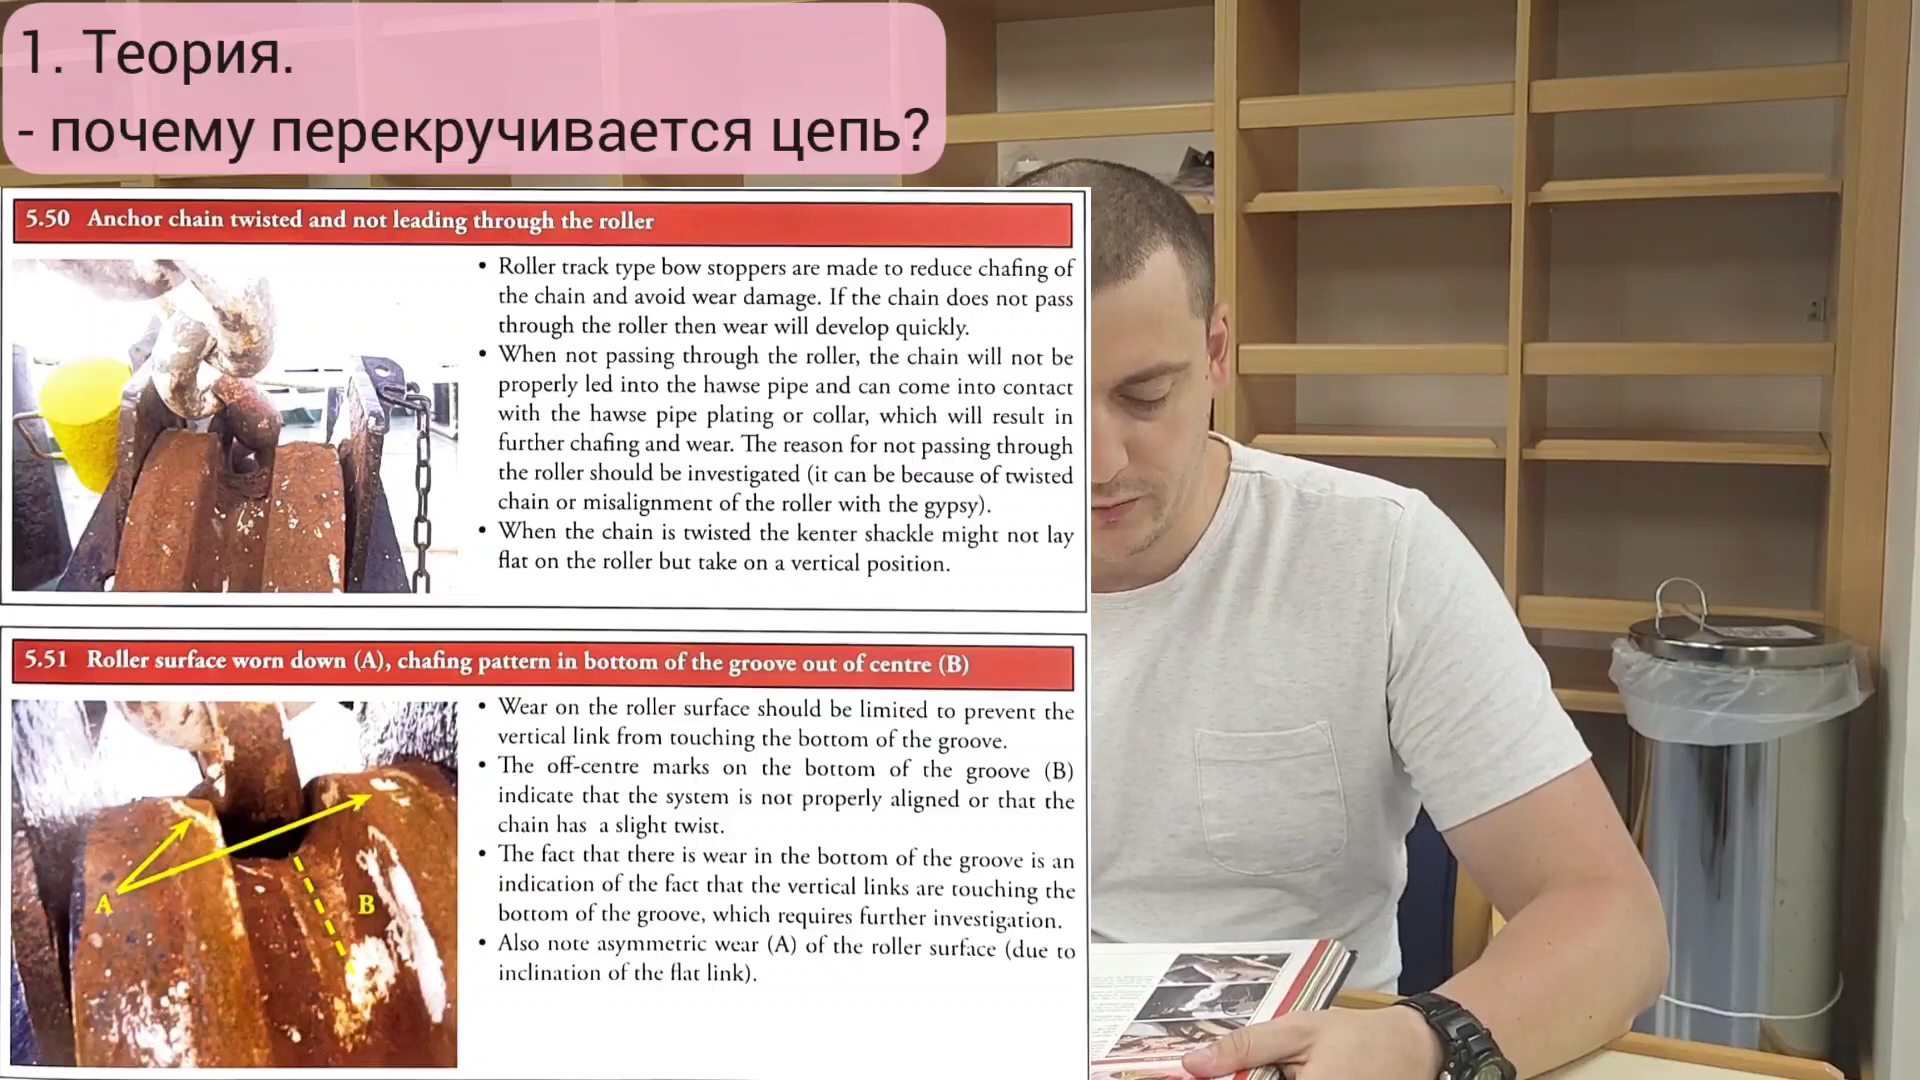 1. Теория.
- почему перекручивается цепь?
5.50 Anchor chain twisted and not leading through the roller
• Roller track type bow stoppers are made to reduce chafing of
the chain and avoid wear damage. If the chain does not pass
through the roller then wear will develop quickly.
• When not passing through the roller, the chain will not be
properly led into the hawse pipe and can come into contact
with the hawse pipe plating or collar, which will result in
further chafing and wear. The reason for not passing through
the roller should be investigated (it can be because of twisted
chain or misalignment of the roller with the gypsy).
• When the chain is twisted the kenter shackle might not lay
flat on the roller but take on a vertical position.
5.51 Roller surface worn down (A), chafing pattern in bottom of the groove out of centre (B)
• Wear on the roller surface should be limited to prevent the
vertical link from touching the bottom of the groove.
• The off-centre marks on the bottom of the groove (B)
indicate that the system is not properly aligned or that the
chain has a slight twist.
• The fact that there is wear in the bottom of the groove is an
indication of the fact that the vertical links are touching the
bottom of the groove, which requires further investigation.
• Also note asymmetric wear (A) of the roller surface (due to
inclination of the flat link).
A
B